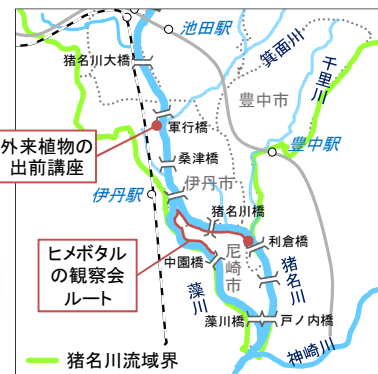 池田駅
猪名川大橋
箕面川
千里川
豊中市
軍行橋
外来植物の
出前講座
桑津橋
豊中駅
伊丹市
伊丹駅
猪名川橋
ヒメボタル
の観察会
ルート
利倉橋
尼崎市
中園橋
猪名川
藻川
藻川橋
戸ノ内橋
神崎川
猪名川流域界